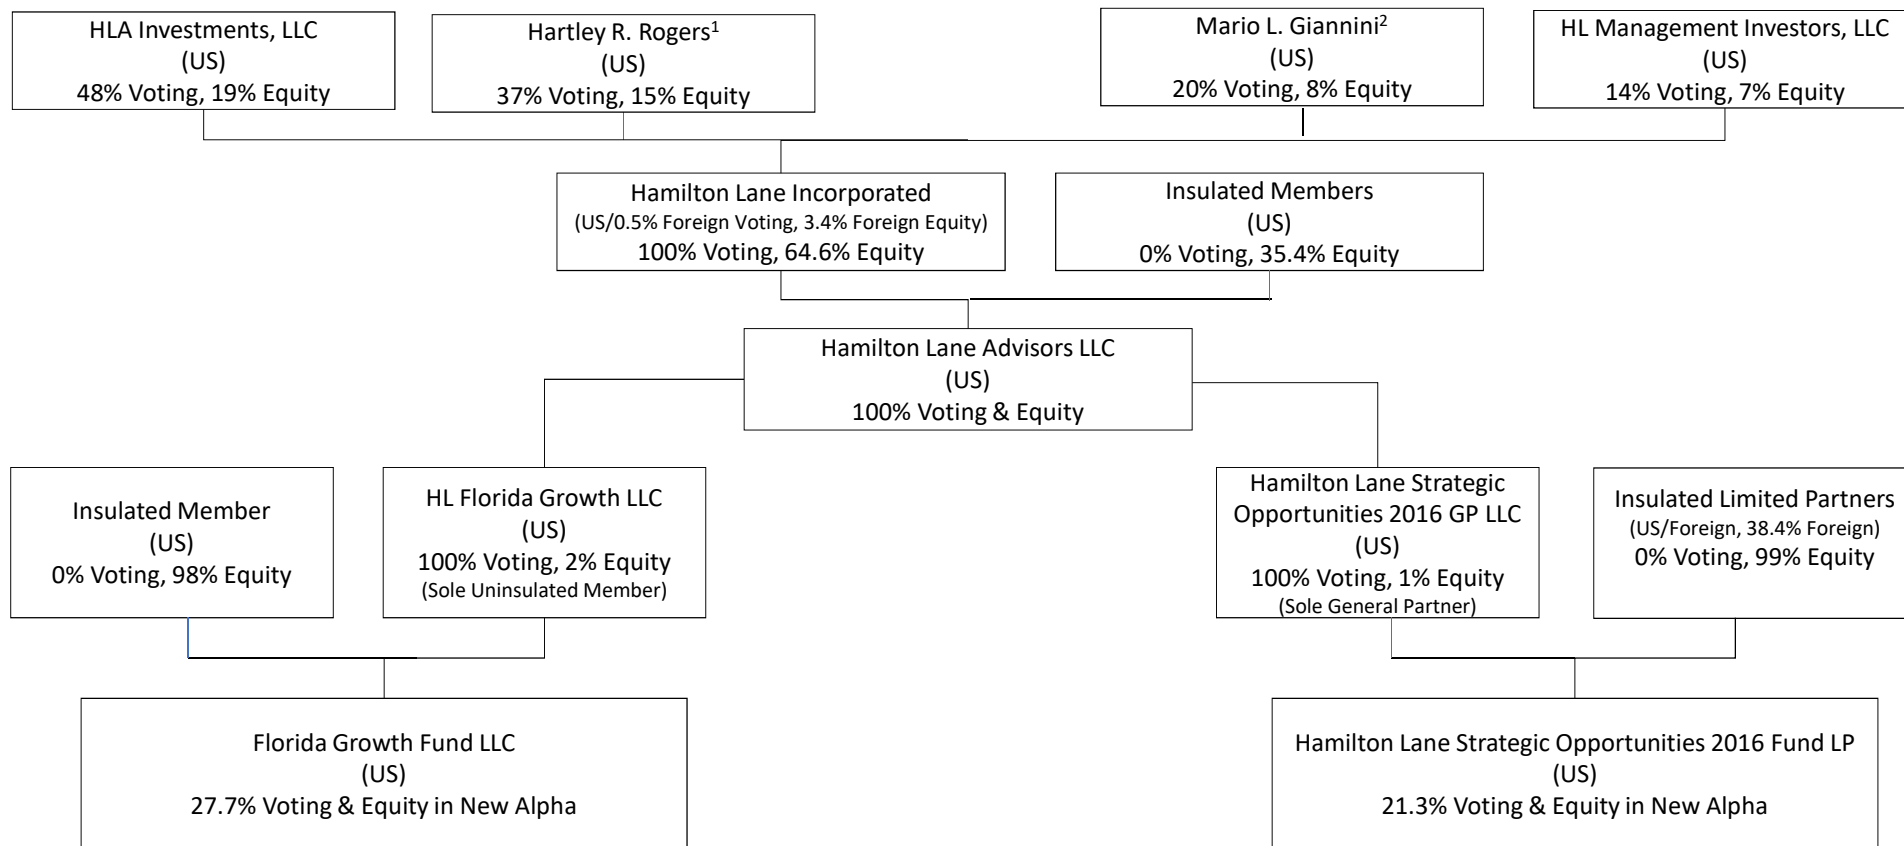 HLA Investments, LLC
(US)
48% Voting, 19% Equity
Hartley R. Rogers¹
(US)
37% Voting, 15% Equity
Mario L. Giannini²
(US)
20% Voting, 8% Equity
HL Management Investors, LLC
(US)
14% Voting, 7% Equity
Hamilton Lane Incorporated
(US/0.5% Foreign Voting, 3.4% Foreign Equity)
100% Voting, 64.6% Equity
Insulated Members
(US)
0% Voting, 35.4% Equity
Hamilton Lane Advisors LLC
(US)
100% Voting & Equity
Insulated Member
(US)
0% Voting, 98% Equity
HL Florida Growth LLC
(US)
100% Voting, 2% Equity
(Sole Uninsulated Member)
Hamilton Lane Strategic
Opportunities 2016 GP LLC
(US)
100% Voting, 1% Equity
(Sole General Partner)
Insulated Limited Partners
(US/Foreign, 38.4% Foreign)
0% Voting, 99% Equity
Florida Growth Fund LLC
(US)
27.7% Voting & Equity in New Alpha
Hamilton Lane Strategic Opportunities 2016 Fund LP
(US)
21.3% Voting & Equity in New Alpha